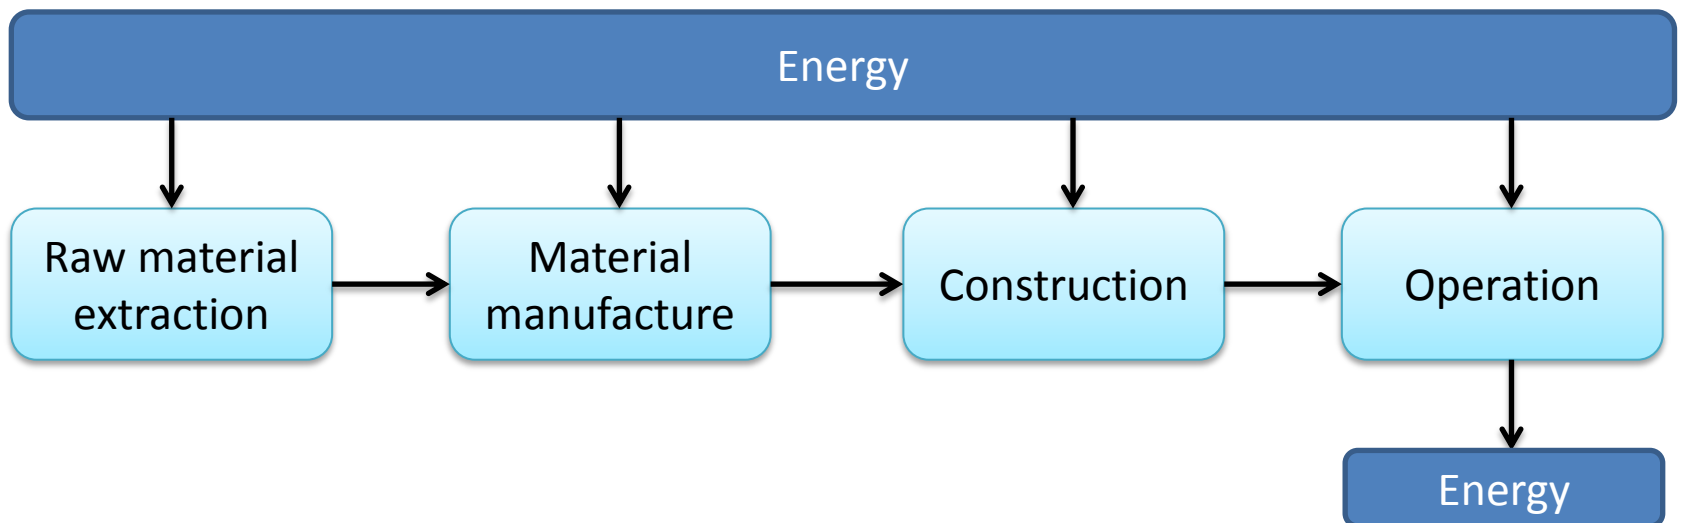 Energy
Raw material
extraction
Material
manufacture
Construction
Operation
Energy